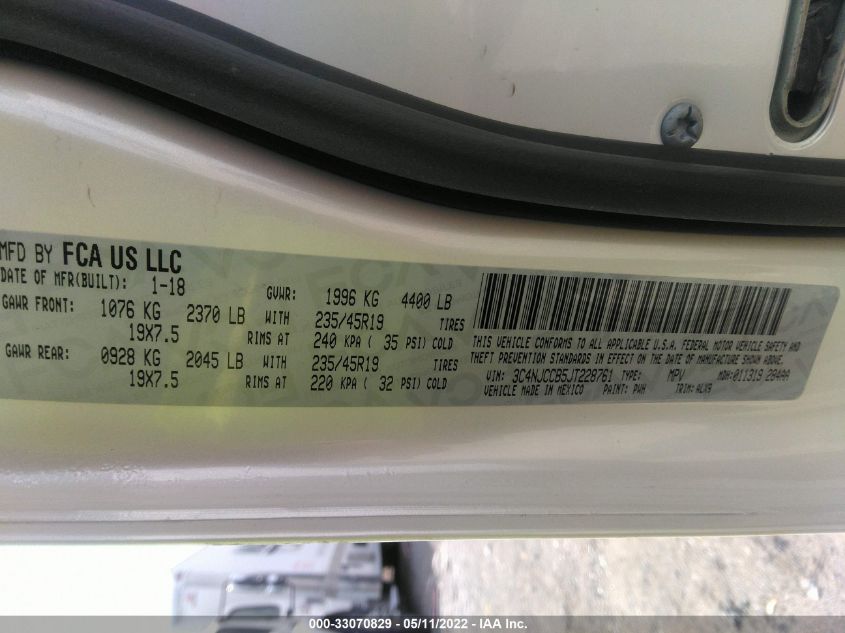 MFD BY FCA US LLC
DATE OF MFR(BUILT): 1-18 GVWR: 1996 KG 4400 LB
GAWR FRONT: 1076 KG 2370 LB WITH 235/45R19 TIRES
19X7.5 RIMS AT 240 KPA ( 35 PSI) COLD
GAWR REAR: 0928 KG 2045 LB WITH 235/45R19 TIRES
19X7.5 RIMS AT 220 KPA ( 32 PSI) COLD
THIS VEHICLE CONFORMS TO ALL APPLICABLE U.S.A. FEDERAL MOTOR VEHICLE SAFETY AND
THEFT PREVENTION STANDARDS IN EFFECT ON THE DATE OF MANUFACTURE SHOWN ABOVE.
VIN: 3C4NJCCB5JT228761 TYPE: MPV MDH:011319 284AA
VEHICLE MADE IN MEXICO PAINT: PWH TRIM: HLX9
000-33070829 - 05/11/2022 - IAA Inc.